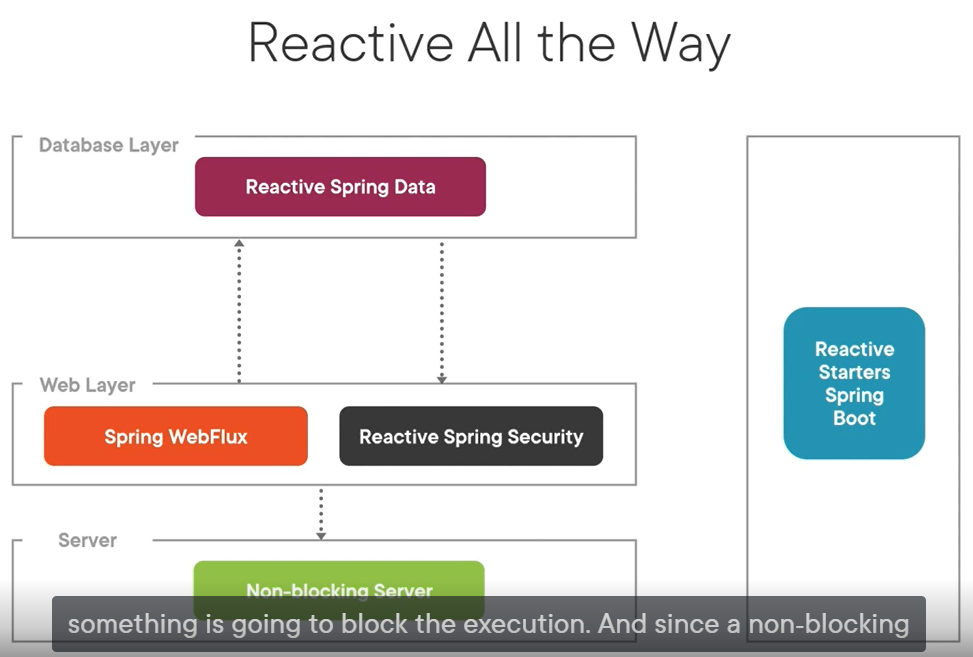 Reactive All the Way
Database Layer
Reactive Spring Data
Web Layer
Spring WebFlux
Reactive Spring Security
Reactive
Starters
Spring
Boot
Server
Non-blocking Server
something is going to block the execution. And since a non-blocking